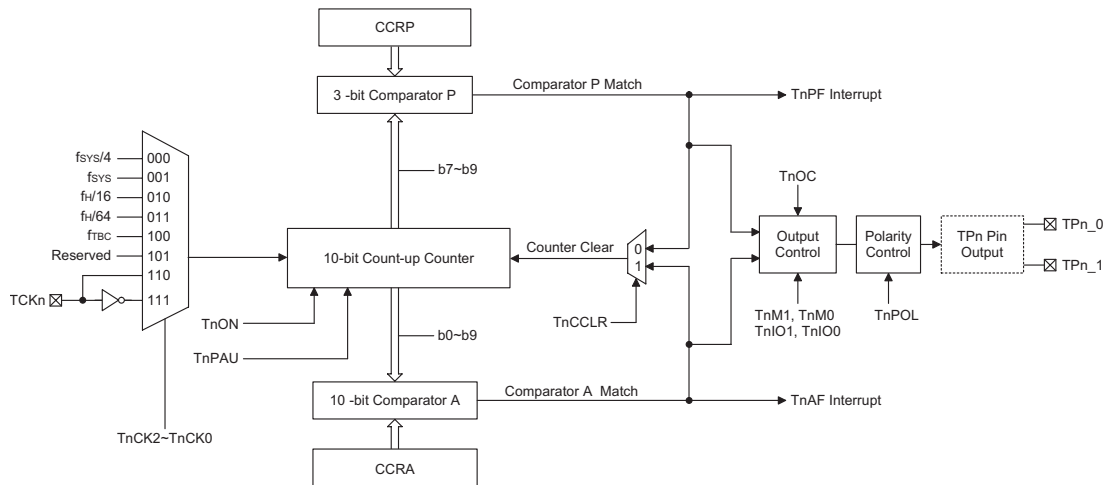 CCRP
3 -bit Comparator P
Comparator P Match
TnPF Interrupt
b7~b9
fSYS/4
000
fSYS
001
fH/16
010
fH/64
011
fTBC
100
Reserved
101
110
TCKn
111
10-bit Count-up Counter
Counter Clear
0
1
TnOC
Output
Control
Polarity
Control
TPn Pin
Output
TPn_0
TPn_1
TnON
TnPAU
TnCCLR
TnM1, TnM0
TnIO1, TnIO0
TnPOL
b0~b9
10 -bit Comparator A
Comparator A  Match
TnAF Interrupt
TnCK2~TnCK0
CCRA